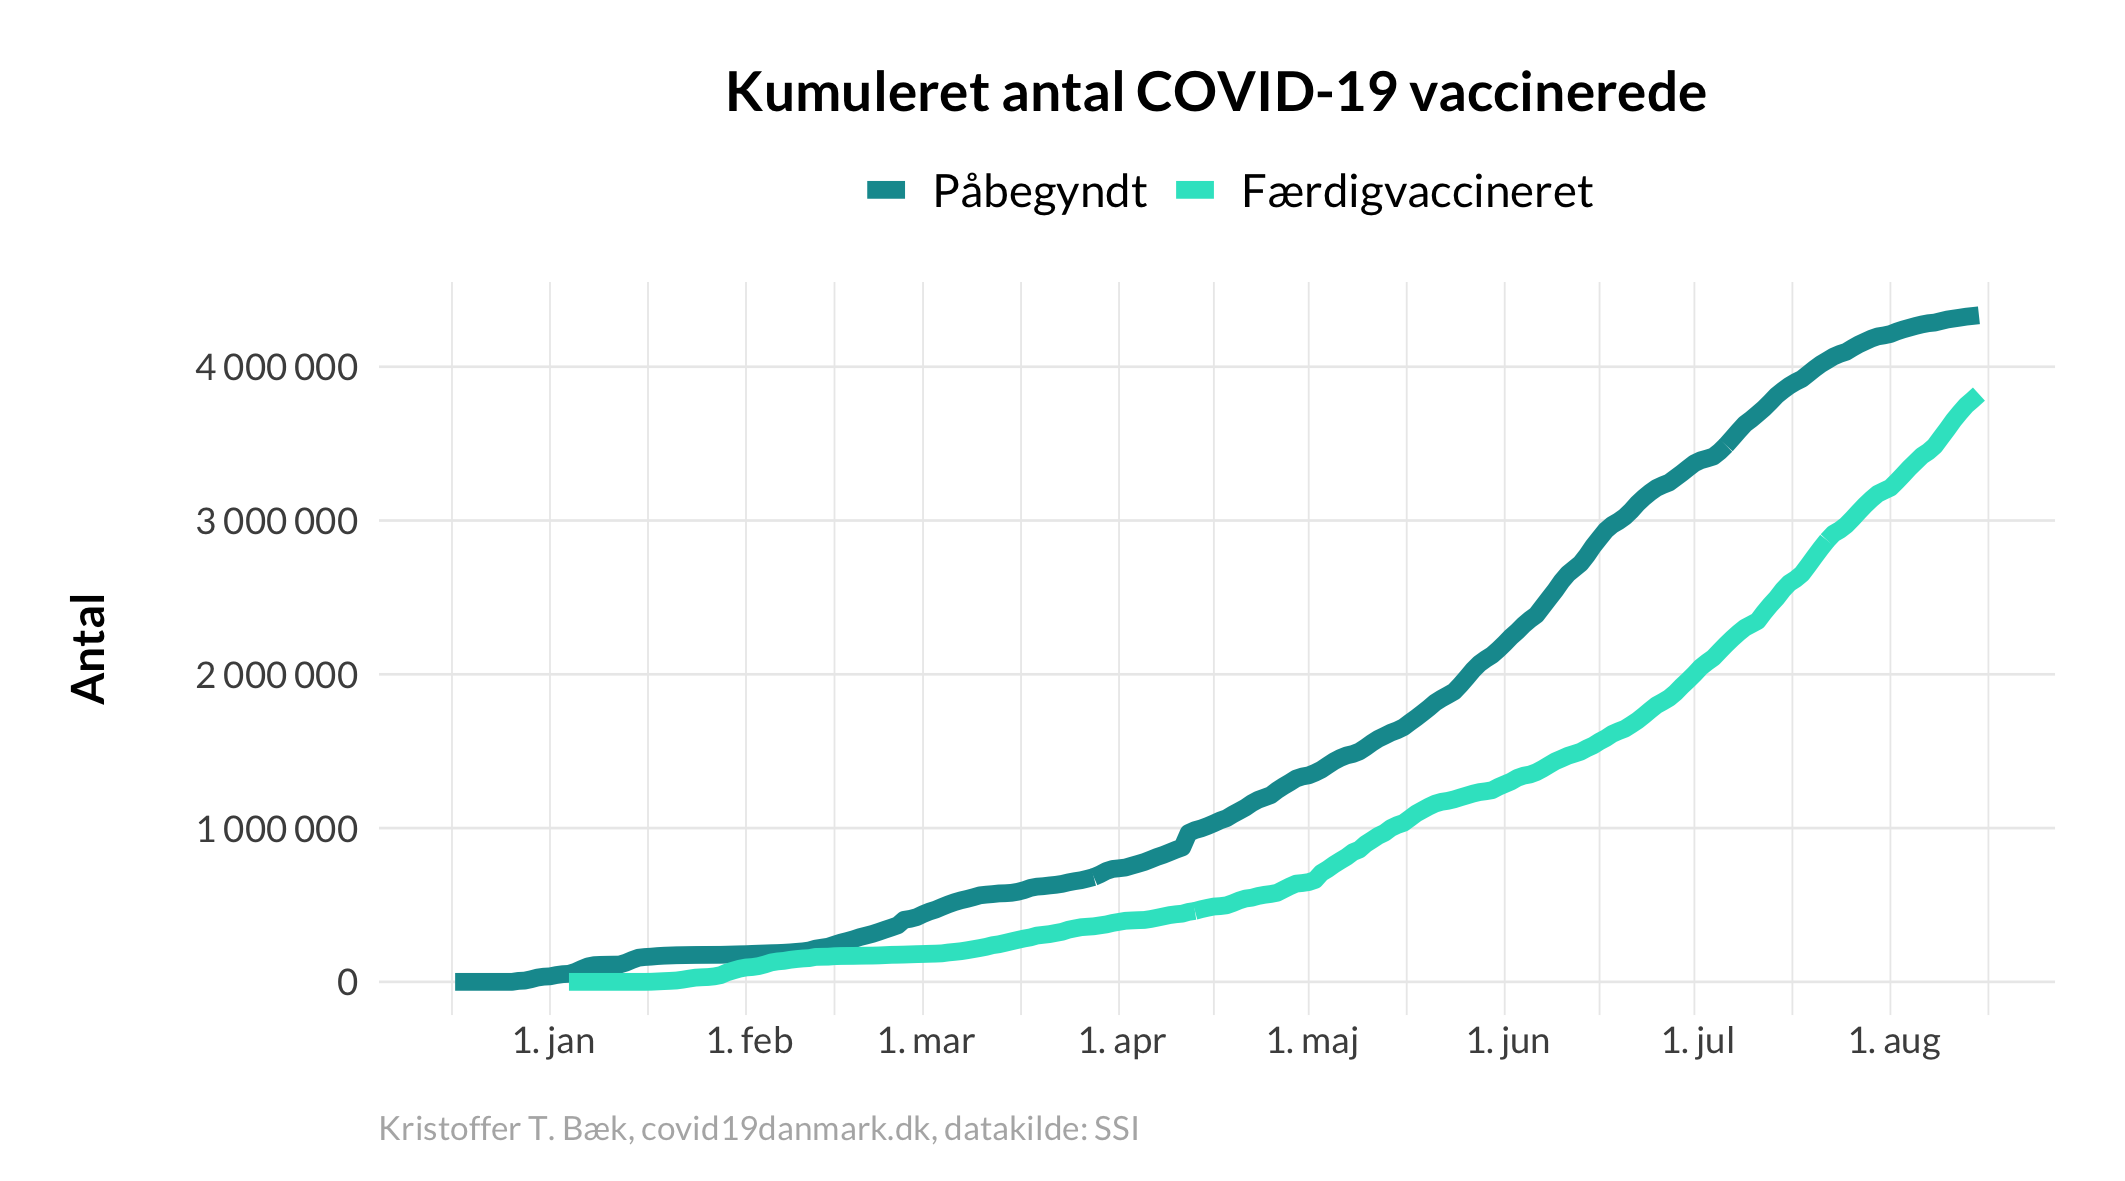 Kumuleret antal COVID-19 vaccinerede
Påbegyndt Færdigvaccineret
Antal
4 000 000
3 000 000
2 000 000
1 000 000
0
1. jan 1. feb 1. mar 1. apr 1. maj 1. jun 1. jul 1. aug
Kristoffer T. Bæk, covid19danmark.dk, datakilde: SSI